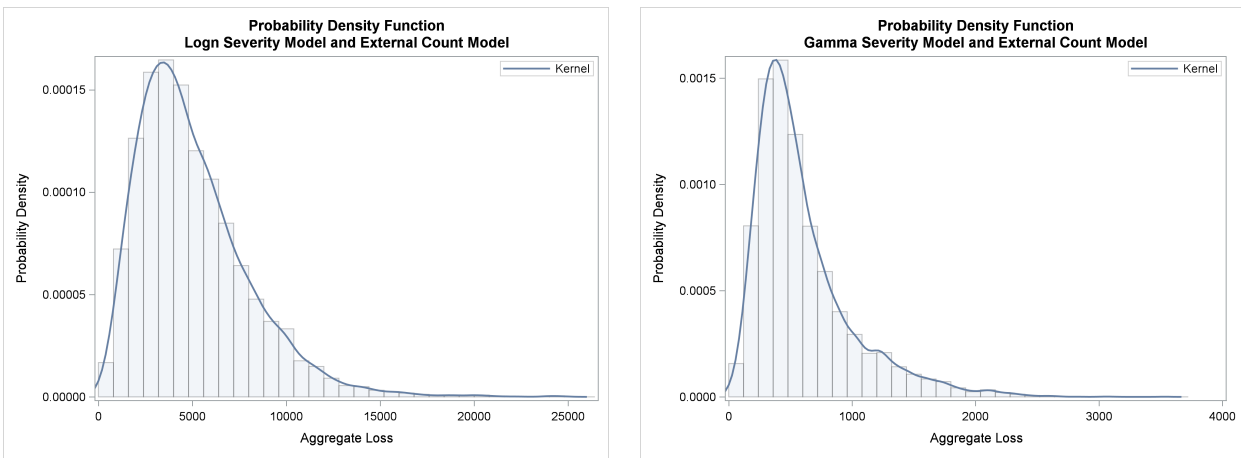 Probability Density Function
Logn Severity Model and External Count Model
Kernel
0.00015
0.00010
0.00005
0.00000
Probability Density
0 5000 10000 15000 20000 25000
Aggregate Loss
Probability Density Function
Gamma Severity Model and External Count Model
Kernel
0.0015
0.0010
0.0005
0.0000
Probability Density
0 1000 2000 3000 4000
Aggregate Loss